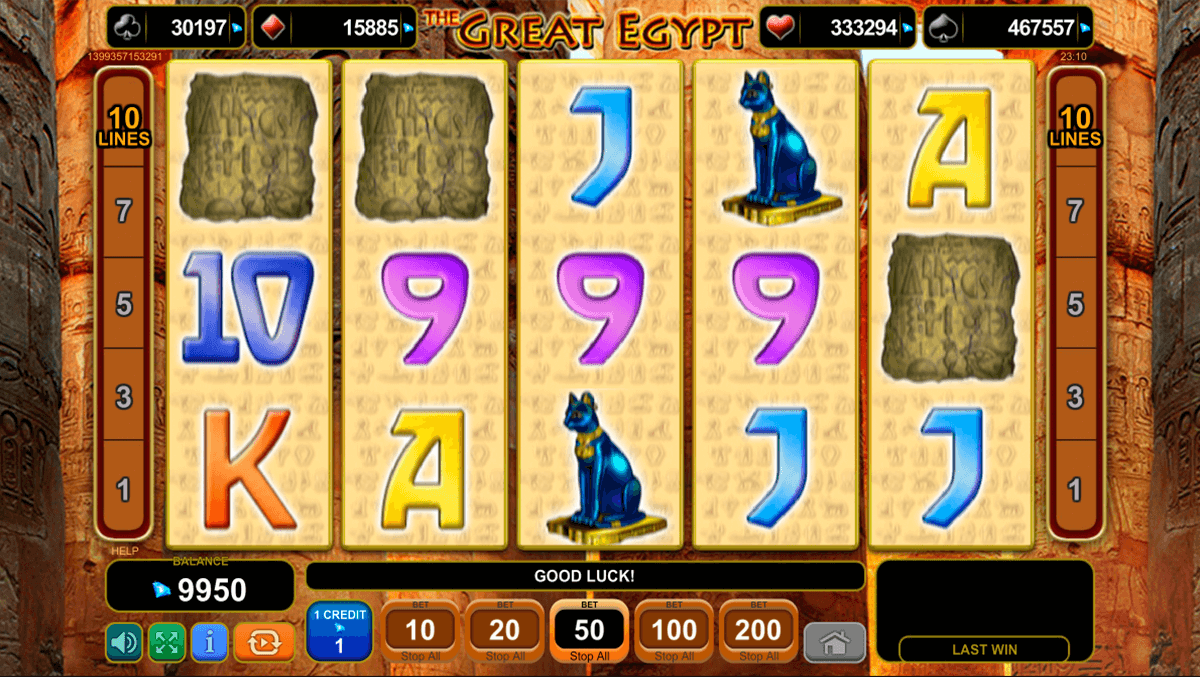 30197
15885
THE GREAT EGYPT
333294
467557
1399357153291
23:10
10 LINES
7
5
3
1
J
A
10
9
9
9
K
A
J
J
10 LINES
7
5
3
1
HELP
BALANCE
9950
GOOD LUCK!
1 CREDIT
1
BET
10
Stop All
BET
20
Stop All
BET
50
Stop All
BET
100
Stop All
BET
200
Stop All
i
LAST WIN